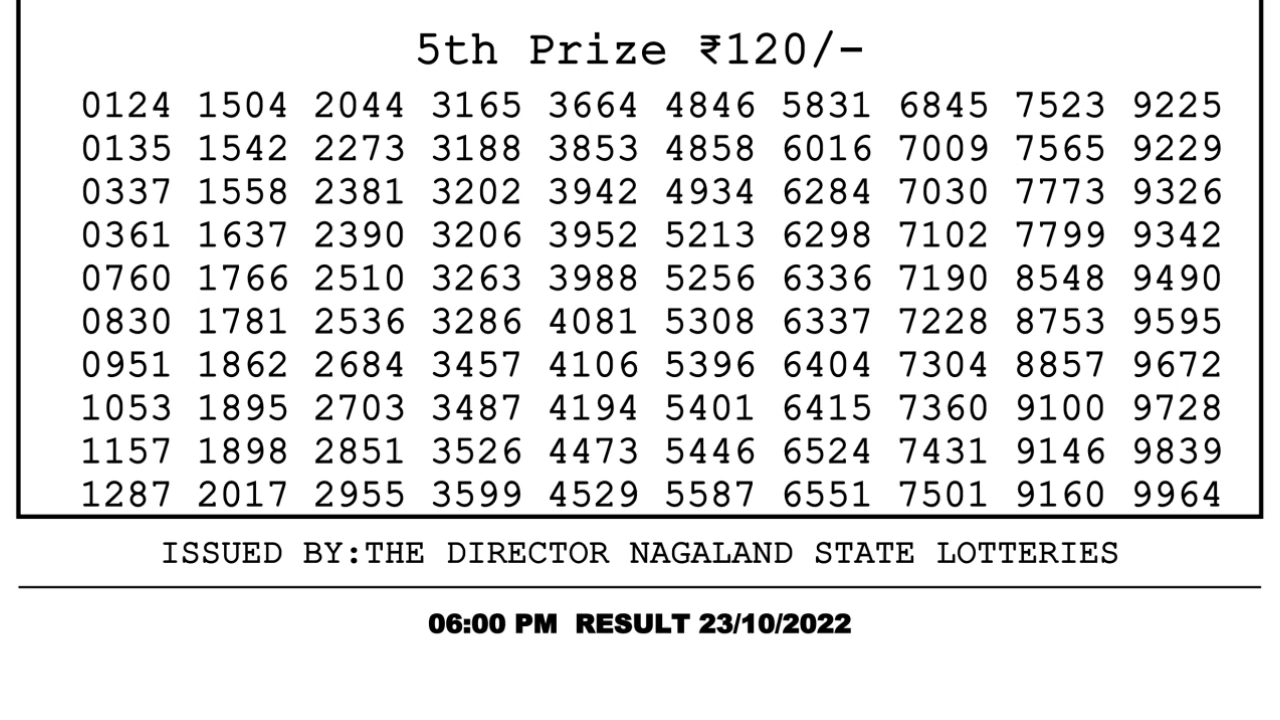 5th Prize ₹120/-
0124 1504 2044 3165 3664 4846 5831 6845 7523 9225
0135 1542 2273 3188 3853 4858 6016 7009 7565 9229
0337 1558 2381 3202 3942 4934 6284 7030 7773 9326
0361 1637 2390 3206 3952 5213 6298 7102 7799 9342
0760 1766 2510 3263 3988 5256 6336 7190 8548 9490
0830 1781 2536 3286 4081 5308 6337 7228 8753 9595
0951 1862 2684 3457 4106 5396 6404 7304 8857 9672
1053 1895 2703 3487 4194 5401 6415 7360 9100 9728
1157 1898 2851 3526 4473 5446 6524 7431 9146 9839
1287 2017 2955 3599 4529 5587 6551 7501 9160 9964
ISSUED BY:THE DIRECTOR NAGALAND STATE LOTTERIES
06:00 PM RESULT 23/10/2022